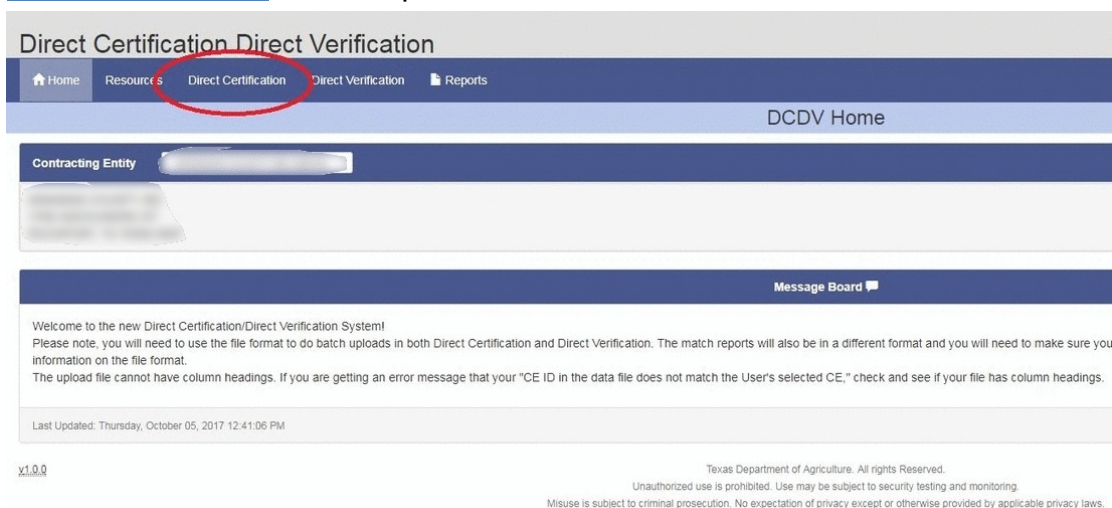 Direct Certification Direct Verification
Home Resources Direct Certification Direct Verification Reports
DCDV Home
Contracting Entity
Message Board
Welcome to the new Direct Certification/Direct Verification System!
Please note, you will need to use the file format to do batch uploads in both Direct Certification and Direct Verification. The match reports will also be in a different format and you will need to make sure you
information on the file format.
The upload file cannot have column headings. If you are getting an error message that your "CE ID in the data file does not match the User's selected CE," check and see if your file has column headings.
Last Updated: Thursday, October 05, 2017 12:41:06 PM
v1.0.0
Texas Department of Agriculture. All rights Reserved.
Unauthorized use is prohibited. Use may be subject to security testing and monitoring.
Misuse is subject to criminal prosecution. No expectation of privacy except or otherwise provided by applicable privacy laws.